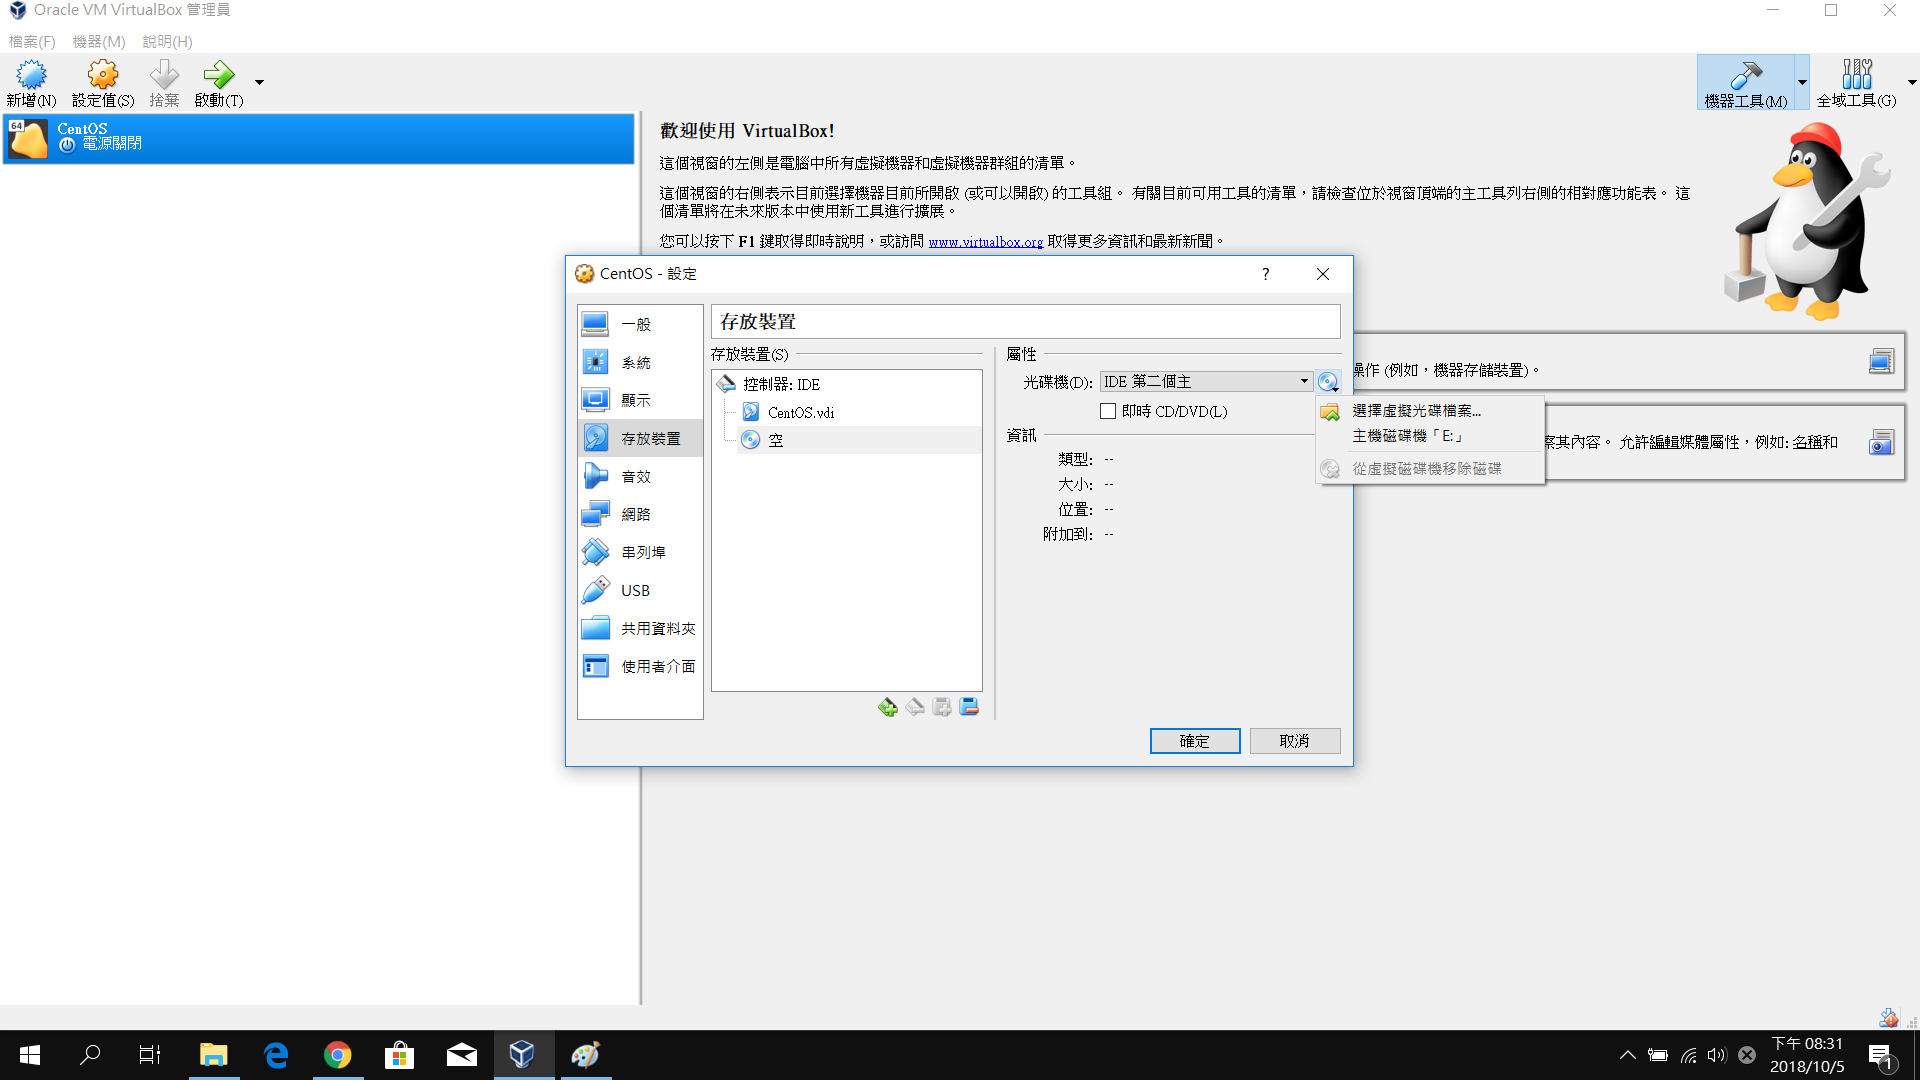 Oracle VM VirtualBox 管理員
檔案(F) 機器(M) 說明(H)
新增(N) 設定值(S) 捨棄 啟動(T)
機器工具(M) 全域工具(G)
64
CentOS
電源關閉
歡迎使用 VirtualBox!
這個視窗的左側是電腦中所有虛擬機器和虛擬機器群組的清單。
這個視窗的右側表示目前選擇機器目前所開啟 (或可以開啟) 的工具組。 有關目前可用工具的清單，請檢查位於視窗頂端的主工具列右側的相對應功能表。 這
個清單將在未來版本中使用新工具進行擴展。
您可以按下 F1 鍵取得即時說明，或訪問 www.virtualbox.org 取得更多資訊和最新新聞。
CentOS - 設定
?
一般
系統
顯示
存放裝置
音效
網路
串列埠
USB
共用資料夾
使用者介面
存放裝置
存放裝置(S)
控制器: IDE
CentOS.vdi
空
屬性
光碟機(D): IDE 第二個主
即時 CD/DVD(L)
資訊
類型: --
大小: --
位置: --
附加到: --
選擇虛擬光碟檔案...
主機磁碟機「E:」
從虛擬磁碟機移除磁碟
操作 (例如，機器存儲裝置)。
其內容。 允許編輯媒體屬性，例如: 名稱和
確定 取消
下午 08:31
2018/10/5
1